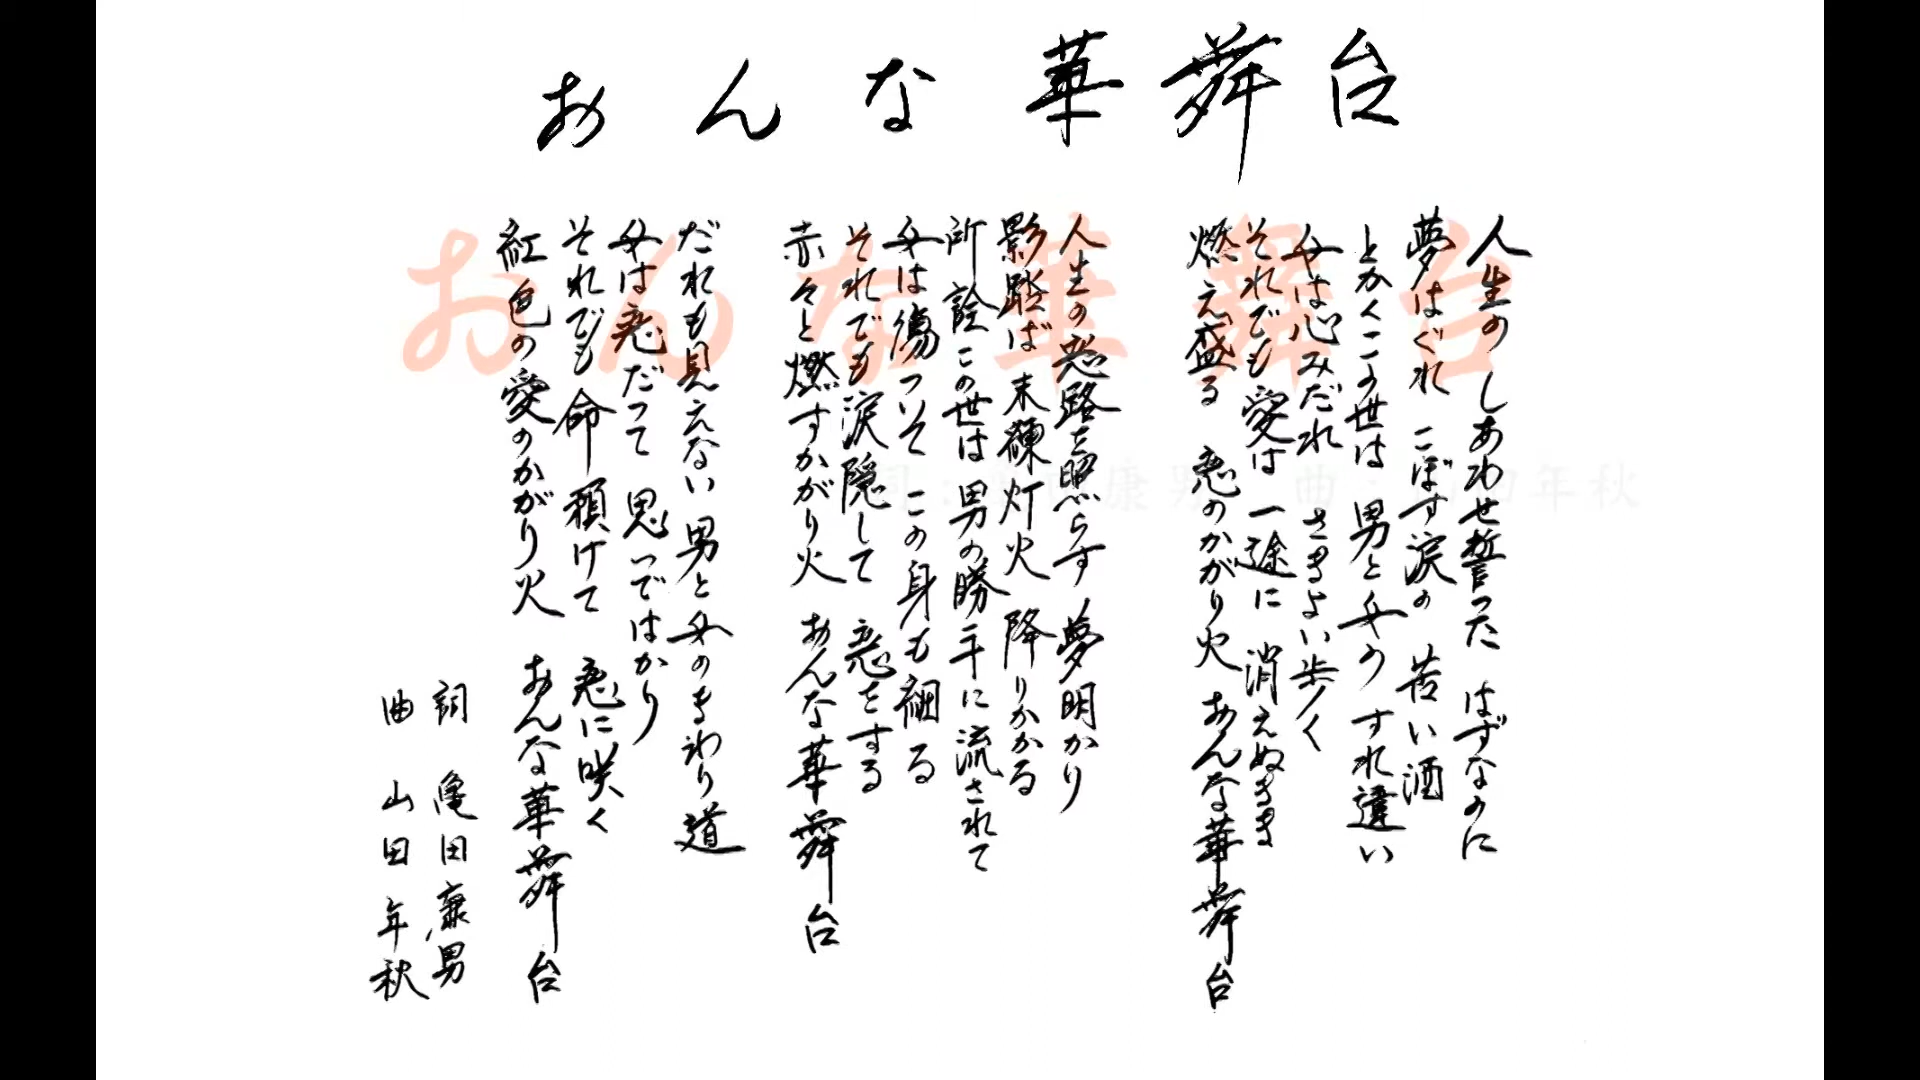 おんな華舞台
人生の しあわせ誓った はずなのに
夢はぐれ こぼす涙の 苦い酒
とかくこの世は 男と女の すれ違い
女は心みだれ さまよい歩く
それでも愛は 一途に 消えぬまま
燃え盛る 恋のかがり火 おんな華舞台
人生の恋路を照らす 夢明かり
影踏ば 未練灯火 降りかかる
所詮この世は 男の勝手に流されて
女は傷ついて この身も細る
それでも涙隠して 恋をする
赤々と燃すかがり火 おんな華舞台
だれも見えない 男と女のまわり道
女は恋だって 思ってばかり
それでも命預けて 恋に咲く
紅色の愛のかがり火 おんな華舞台
詞 亀田康男
曲 山田年秋
おんな華舞台
康男 曲: 年秋